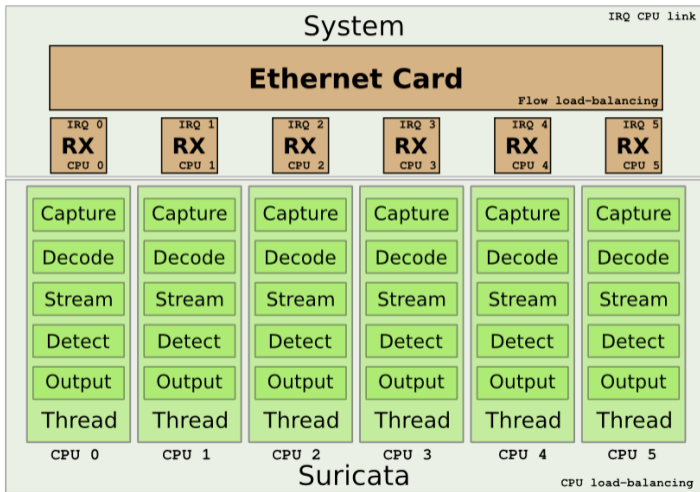 System
IRQ CPU link
Ethernet Card
Flow load-balancing
IRQ 0 IRQ 1 IRQ 2 IRQ 3 IRQ 4 IRQ 5
RX RX RX RX RX RX
CPU 0 CPU 1 CPU 2 CPU 3 CPU 4 CPU 5
Capture Capture Capture Capture Capture Capture
Decode Decode Decode Decode Decode Decode
Stream Stream Stream Stream Stream Stream
Detect Detect Detect Detect Detect Detect
Output Output Output Output Output Output
Thread Thread Thread Thread Thread Thread
CPU 0 CPU 1 CPU 2 CPU 3 CPU 4 CPU 5
Suricata
CPU load-balancing